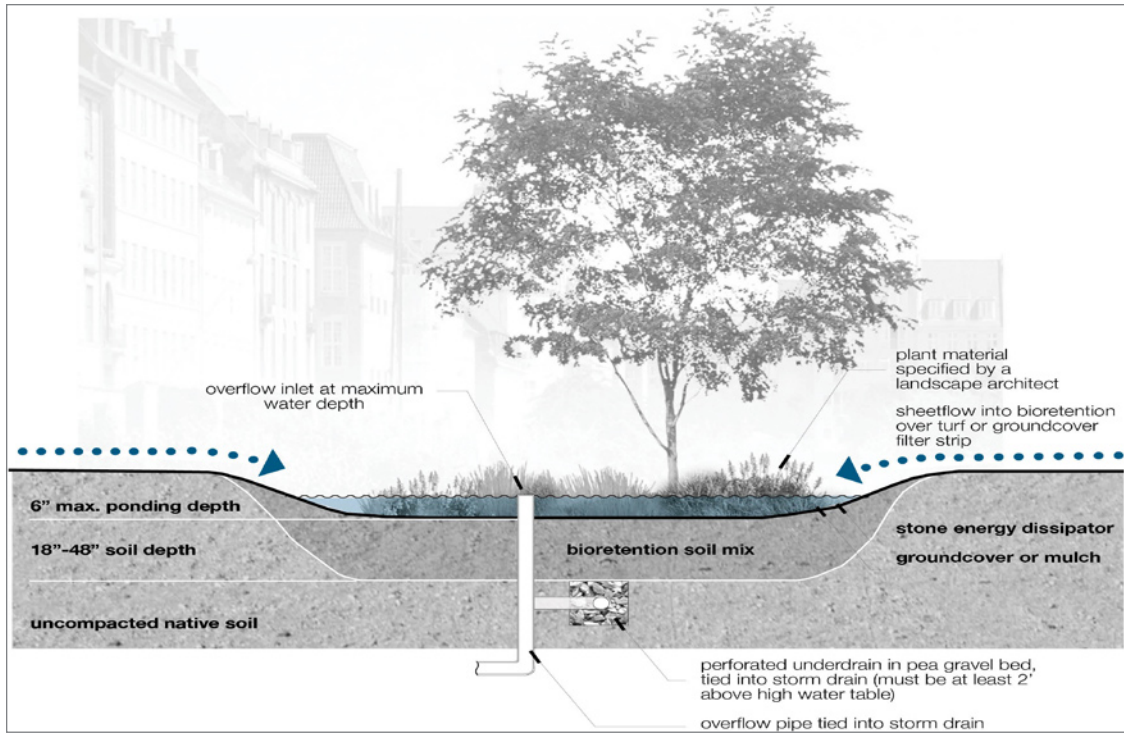 plant material
specified by a
landscape architect
overflow inlet at maximum
water depth
sheetflow into bioretention
over turf or groundcover
filter strip
6” max. ponding depth
18”-48” soil depth
bioretention soil mix
stone energy dissipator
groundcover or mulch
uncompacted native soil
perforated underdrain in pea gravel bed,
tied into storm drain (must be at least 2’
above high water table)
overflow pipe tied into storm drain